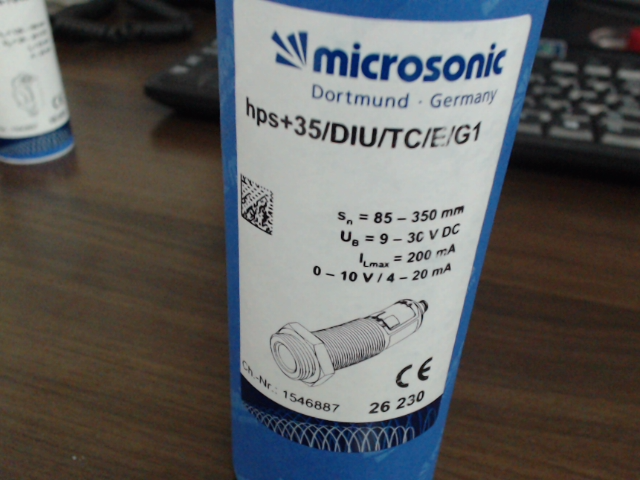 microsonic
Dortmund · Germany
hps+35/DIU/TC/E/G1
sn = 85 – 350 mm
UB = 9 – 30 V DC
ILmax = 200 mA
0 – 10 V / 4 – 20 mA
CE
Ch.-Nr.: 1546887
26 230